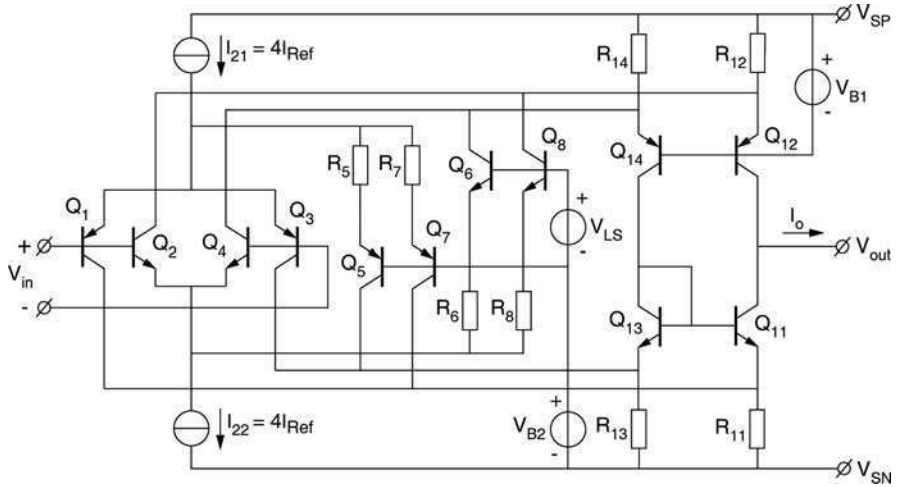 V_SP
I_21 = 4I_Ref
R_14
R_12
+
V_B1
-
Q_8
Q_12
R_5
R_7
Q_6
Q_14
Q_1
Q_3
+
V_LS
-
I_o
+
Q_2
Q_4
Q_7
V_out
V_in
Q_5
-
R_6
R_8
Q_13
Q_11
+
I_22 = 4I_Ref
V_B2
-
R_13
R_11
V_SN